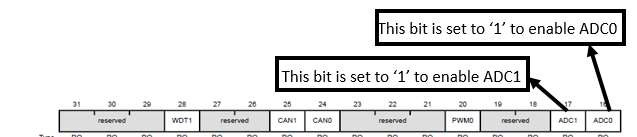 This bit is set to ‘1’ to enable ADC0
This bit is set to ‘1’ to enable ADC1
31 30 29 28 27 26 25 24 23 22 21 20 19 18 17 16
reserved WDT1 reserved CAN1 CAN0 reserved PWM0 reserved ADC1 ADC0